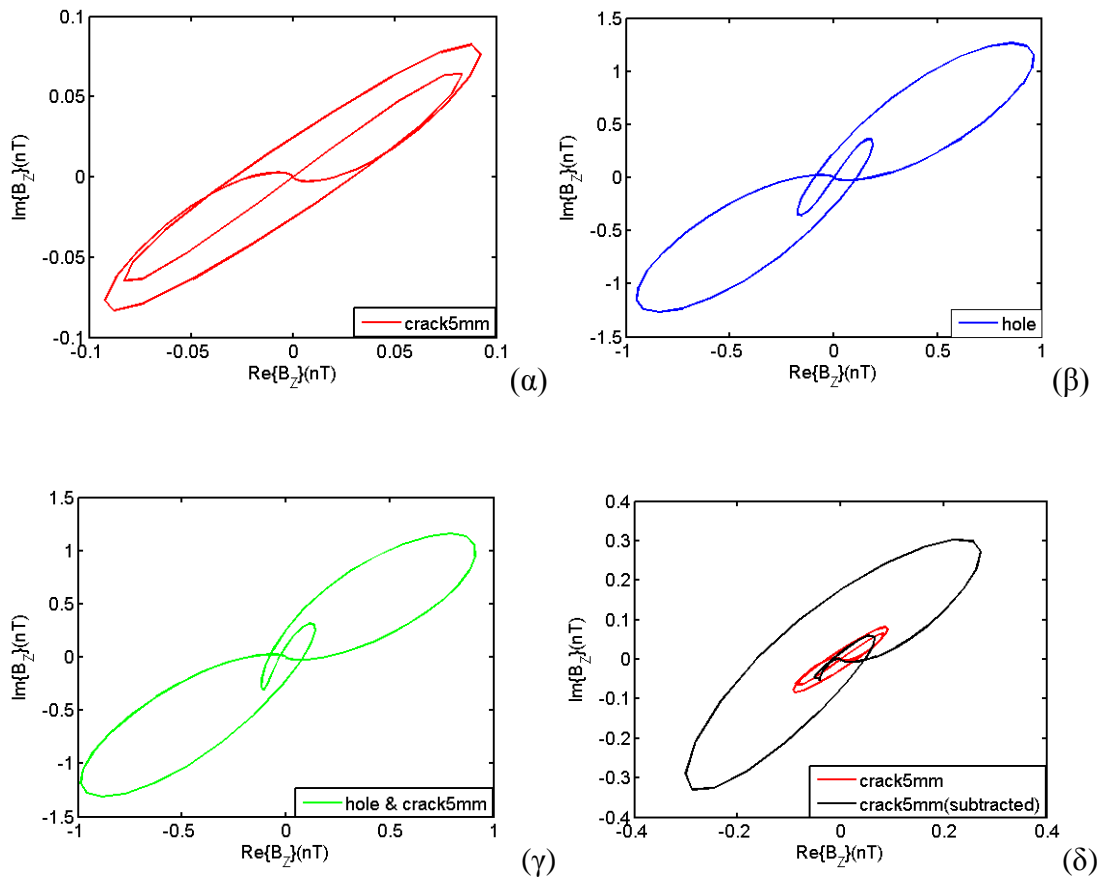 0.1
0.05
0
-0.05
-0.1
-0.1
-0.05
0
0.05
0.1
Im{B_Z}(nT)
Re{B_Z}(nT)
crack5mm
(α)
1.5
1
0.5
0
-0.5
-1
-1.5
-1
-0.5
0
0.5
1
Im{B_Z}(nT)
Re{B_Z}(nT)
hole
(β)
1.5
1
0.5
0
-0.5
-1
-1.5
-1
-0.5
0
0.5
1
Im{B_Z}(nT)
Re{B_Z}(nT)
hole & crack5mm
(γ)
0.4
0.3
0.2
0.1
0
-0.1
-0.2
-0.3
-0.4
-0.4
-0.2
0
0.2
0.4
Im{B_Z}(nT)
Re{B_Z}(nT)
crack5mm
crack5mm(subtracted)
(δ)